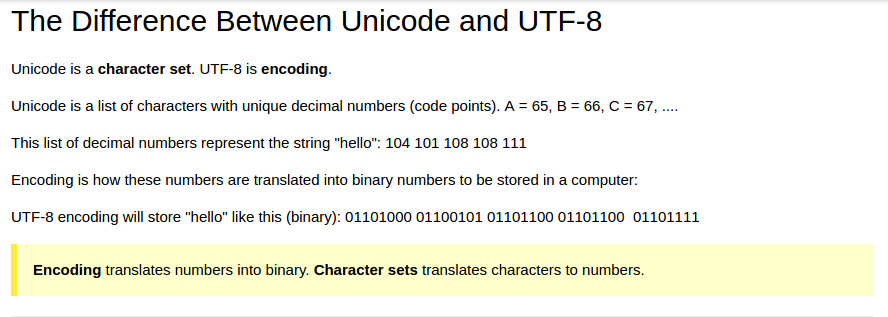 The Difference Between Unicode and UTF-8
Unicode is a character set. UTF-8 is encoding.
Unicode is a list of characters with unique decimal numbers (code points). A = 65, B = 66, C = 67, ....
This list of decimal numbers represent the string "hello": 104 101 108 108 111
Encoding is how these numbers are translated into binary numbers to be stored in a computer:
UTF-8 encoding will store "hello" like this (binary): 01101000 01100101 01101100 01101100  01101111
Encoding translates numbers into binary. Character sets translates characters to numbers.